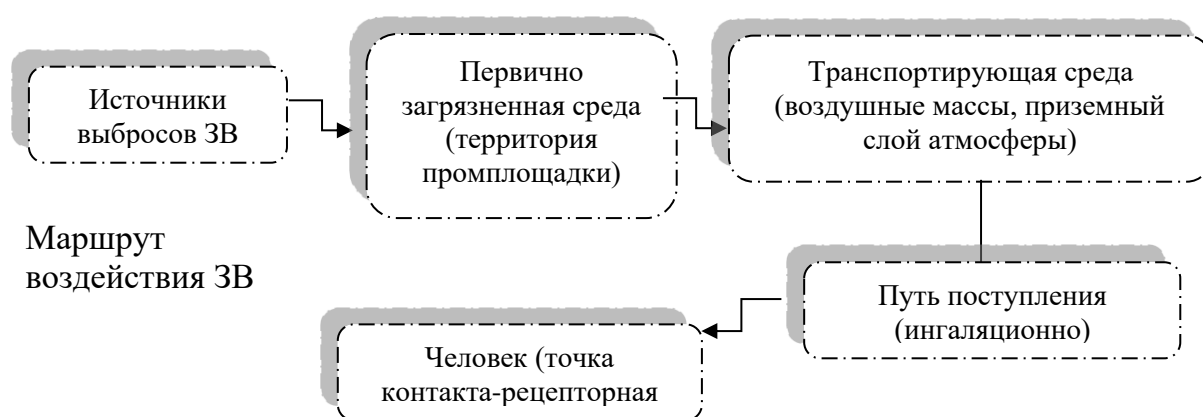 Источники
выбросов ЗВ
Первично
загрязненная среда
(территория
промплощадки)
Транспортирующая среда
(воздушные массы, приземный
слой атмосферы)
Маршрут
воздействия ЗВ
Путь поступления
(ингаляционно)
Человек (точка
контакта-рецепторная